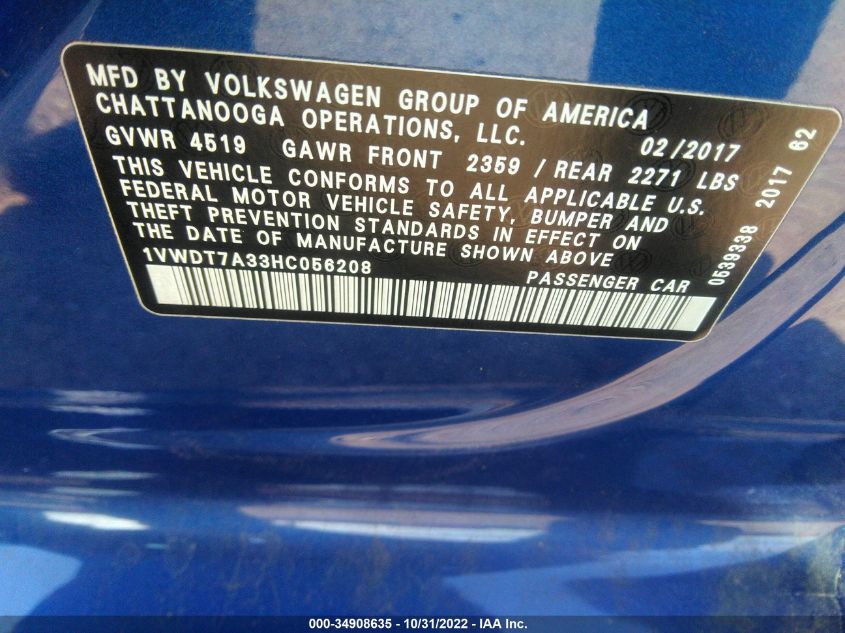 MFD BY VOLKSWAGEN GROUP OF AMERICA
CHATTANOOGA OPERATIONS, LLC. 02/2017
GVWR 4519 GAWR FRONT 2359 / REAR 2271 LBS
THIS VEHICLE CONFORMS TO ALL APPLICABLE U.S.
FEDERAL MOTOR VEHICLE SAFETY, BUMPER AND
THEFT PREVENTION STANDARDS IN EFFECT ON
THE DATE OF MANUFACTURE SHOWN ABOVE
1VWDT7A33HC056208 PASSENGER CAR
0539338 2017 62
000-34908635 - 10/31/2022 - IAA Inc.